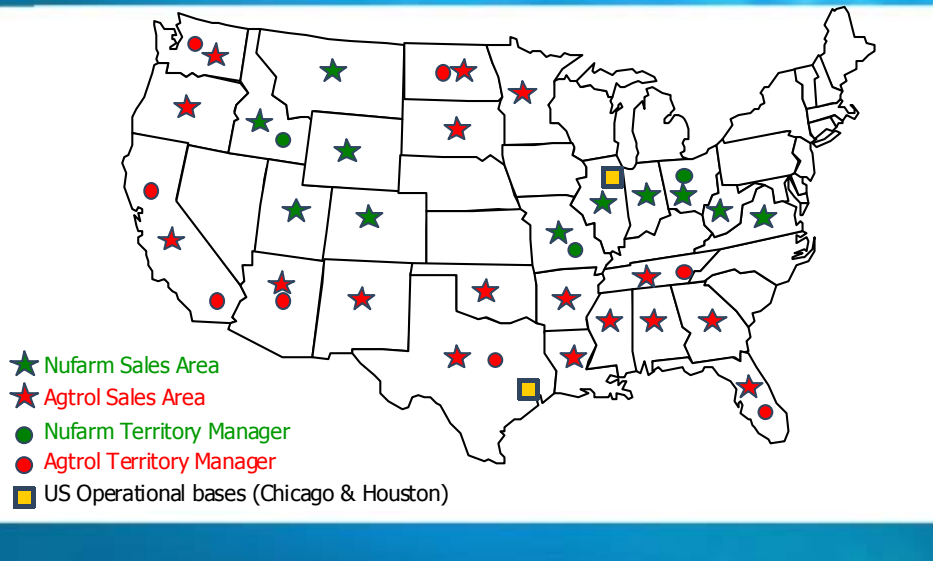 Nufarm Sales Area
Agtrol Sales Area
Nufarm Territory Manager
Agtrol Territory Manager
US Operational bases (Chicago & Houston)